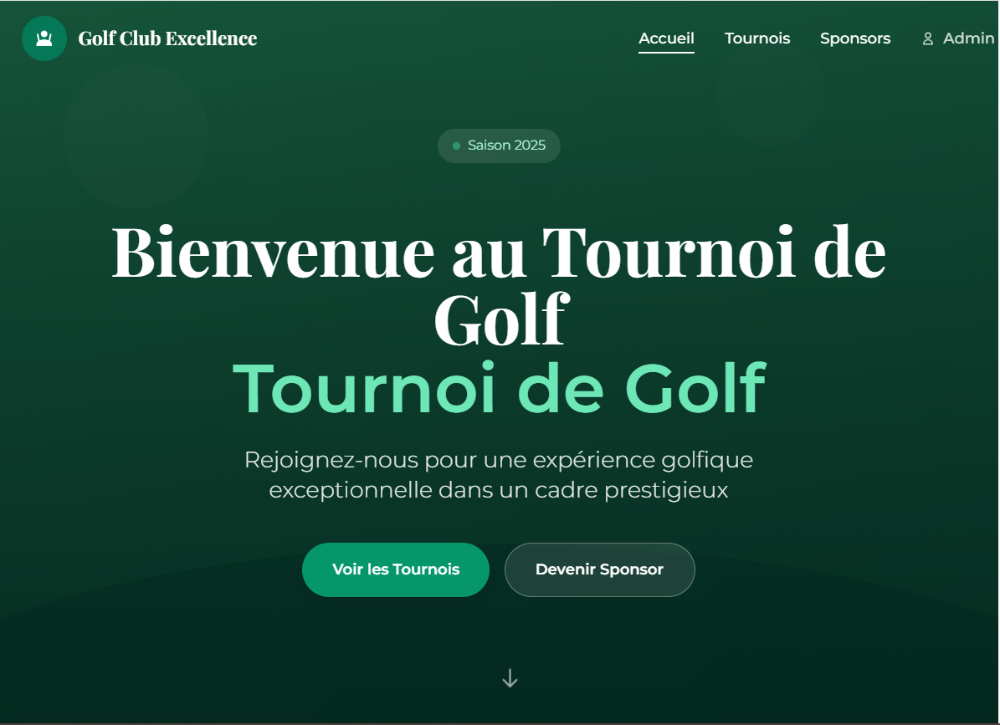 Golf Club Excellence
Accueil
Tournois
Sponsors
Admin
Saison 2025
Bienvenue au Tournoi de
Golf
Tournoi de Golf
Rejoignez-nous pour une expérience golfique
exceptionnelle dans un cadre prestigieux
Voir les Tournois
Devenir Sponsor